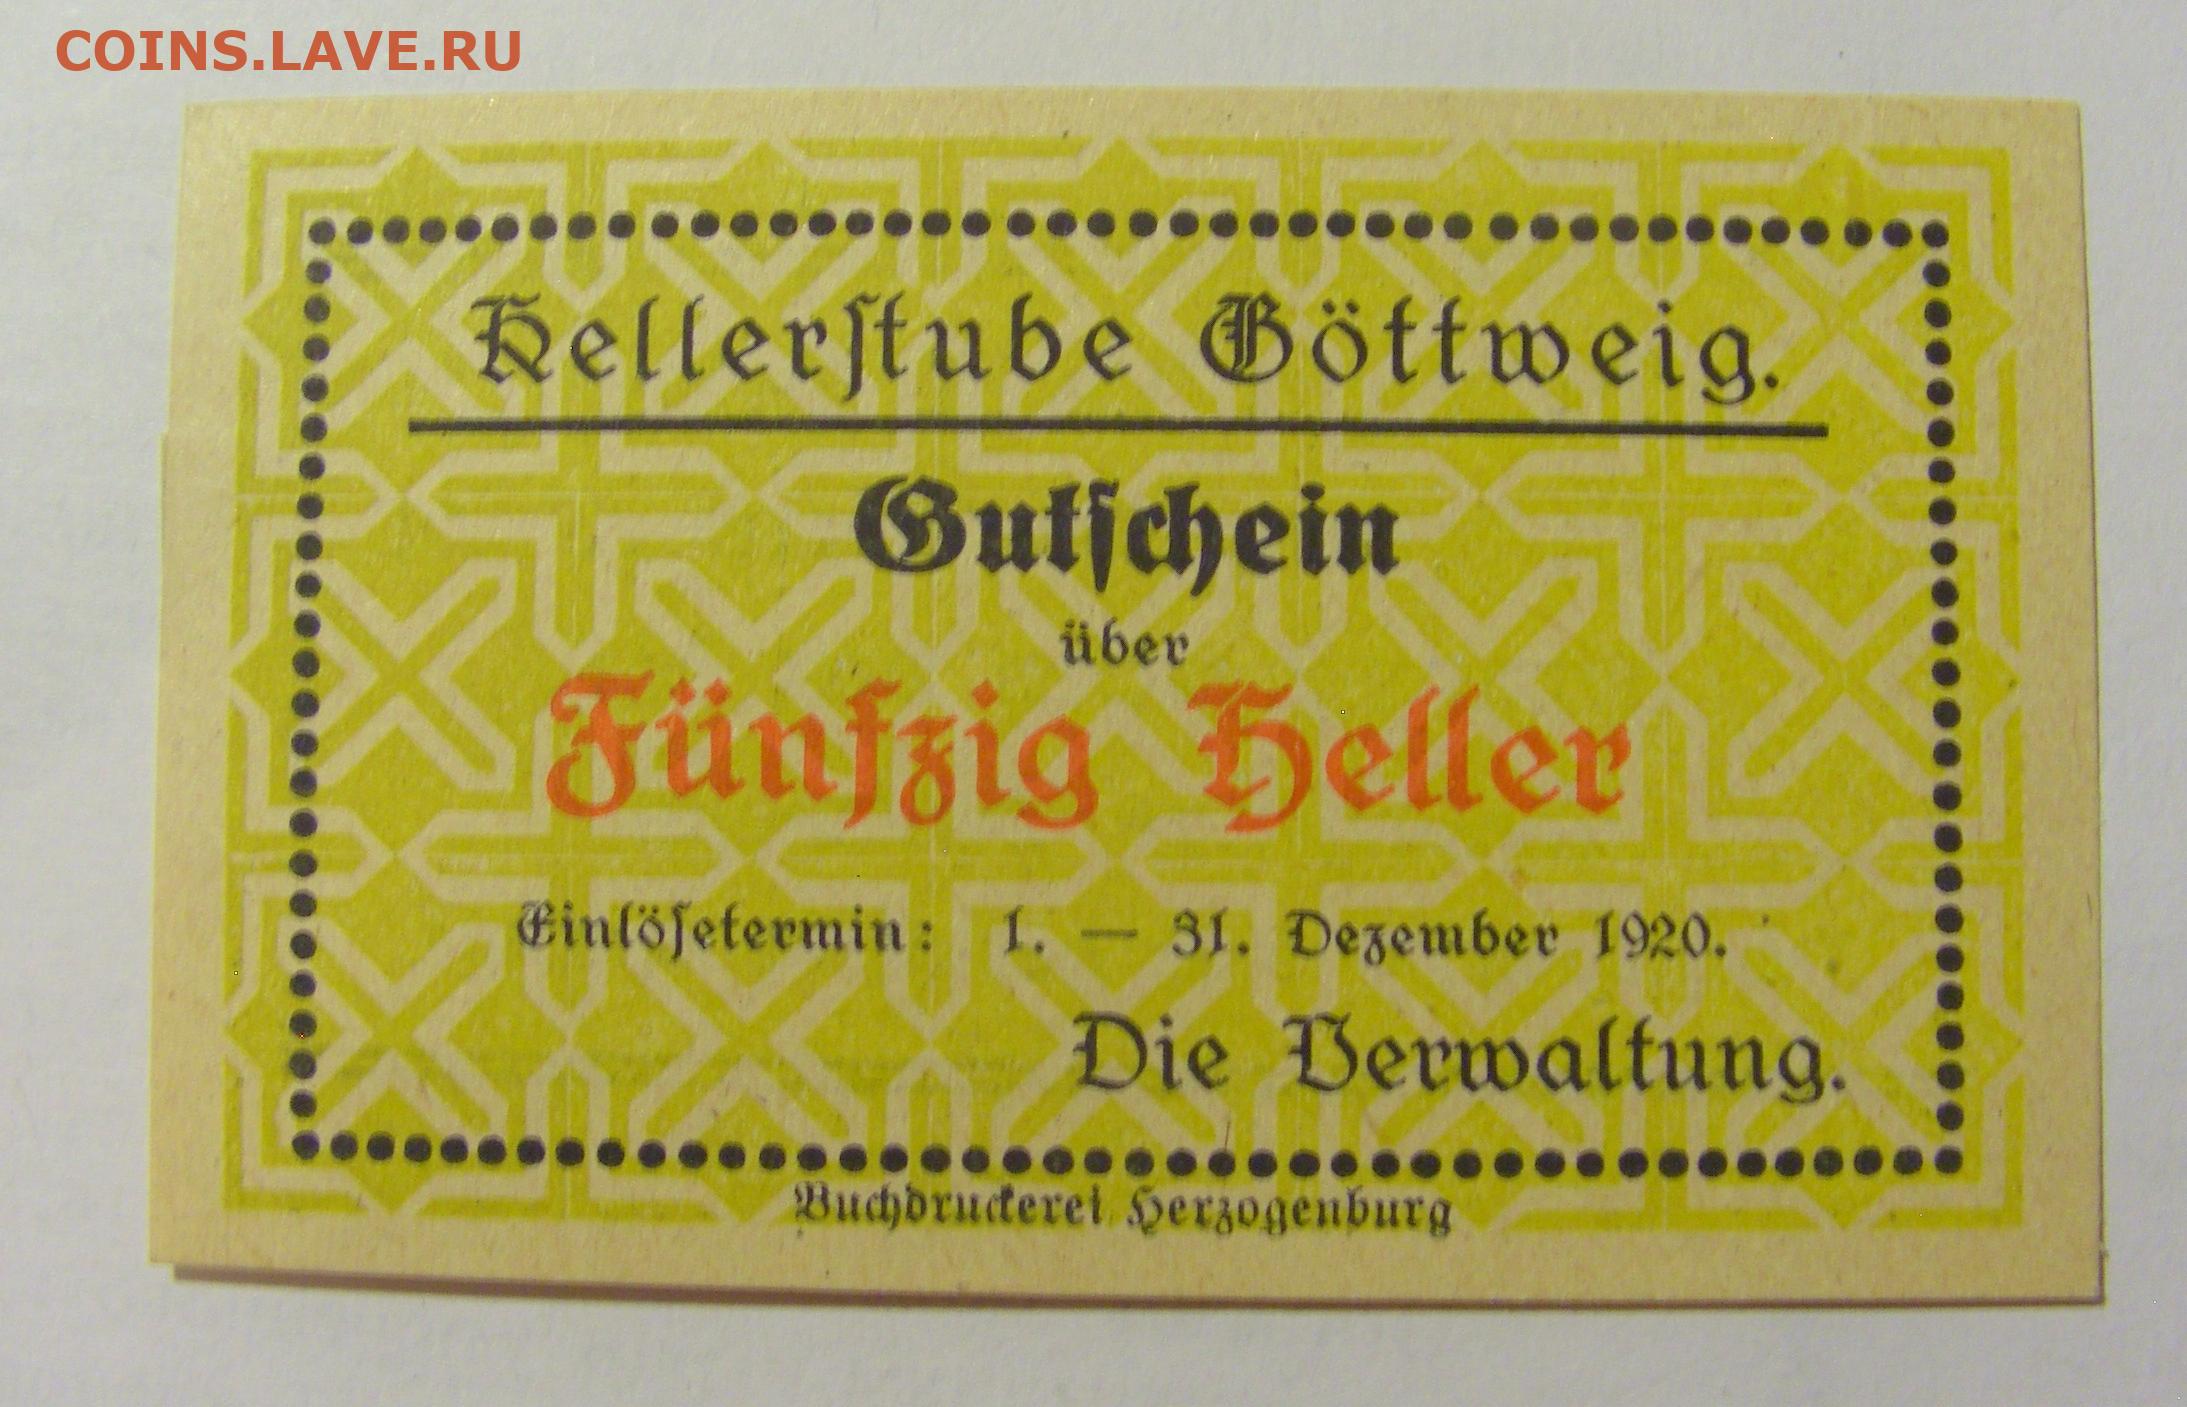 COINS.LAVE.RU
Kellerſtube Göttweig.
Gutſchein
über
Fünfzig Heller
Einlöſetermin: 1. — 31. Dezember 1920.
Die Verwaltung.
Buchdruckerei Herzogenburg